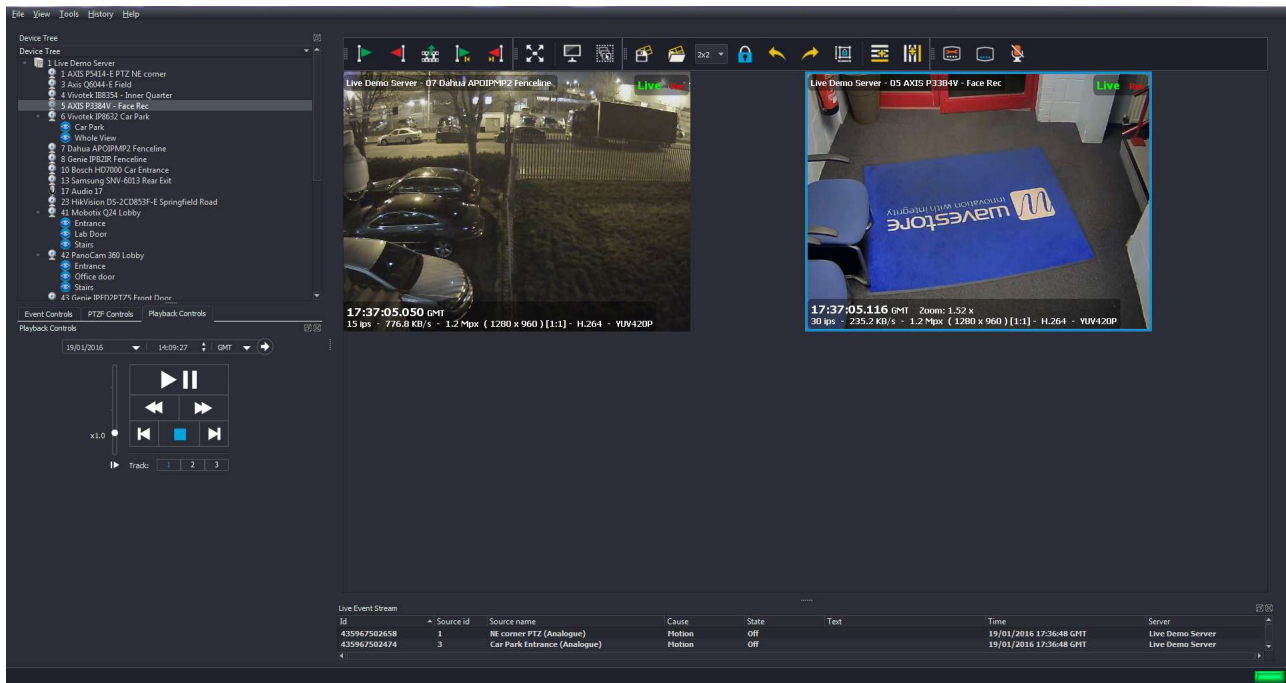 File View Tools History Help
Device Tree
Device Tree
1 Live Demo Server
1 AXIS P5414-E PTZ NE corner
3 Axis Q6044-E Field
4 Vivotek IB8354 - Inner Quarter
5 AXIS P3384V - Face Rec
6 Vivotek IP8632 Car Park
Car Park
Whole View
7 Dahua APOIPMP2 Fenceline
8 Genie IPB2IR Fenceline
10 Bosch HD7000 Car Entrance
13 Samsung SNV-6013 Rear Exit
17 Audio 17
23 HikVision DS-2CD853F-E Springfield Road
41 Mobotix Q24 Lobby
Entrance
Lab Door
Stairs
42 PanoCam 360 Lobby
Entrance
Office door
Stairs
43 Genie IPED2PTZ5 Front Door
Event Controls PTZF Controls Playback Controls
Playback Controls
19/01/2016 14:09:27 GMT
x1.0
Track: 1 2 3
2x2
Live Demo Server - 07 Dahua APOIPMP2 Fenceline Live Rec
17:37:05.050 GMT
15 ips - 776.8 KB/s - 1.2 Mpx ( 1280 x 960 ) [1:1] - H.264 - YUV420P
Live Demo Server - 05 AXIS P3384V - Face Rec Live Rec
wavestore
innovation with integrity
17:37:05.116 GMT Zoom: 1.52 x
30 ips - 235.2 KB/s - 1.2 Mpx ( 1280 x 960 ) [1:1] - H.264 - YUV420P
Live Event Stream
Id Source id Source name Cause State Text Time Server
435967502658 1 NE corner PTZ (Analogue) Motion Off 19/01/2016 17:36:48 GMT Live Demo Server
435967502474 3 Car Park Entrance (Analogue) Motion Off 19/01/2016 17:36:48 GMT Live Demo Server